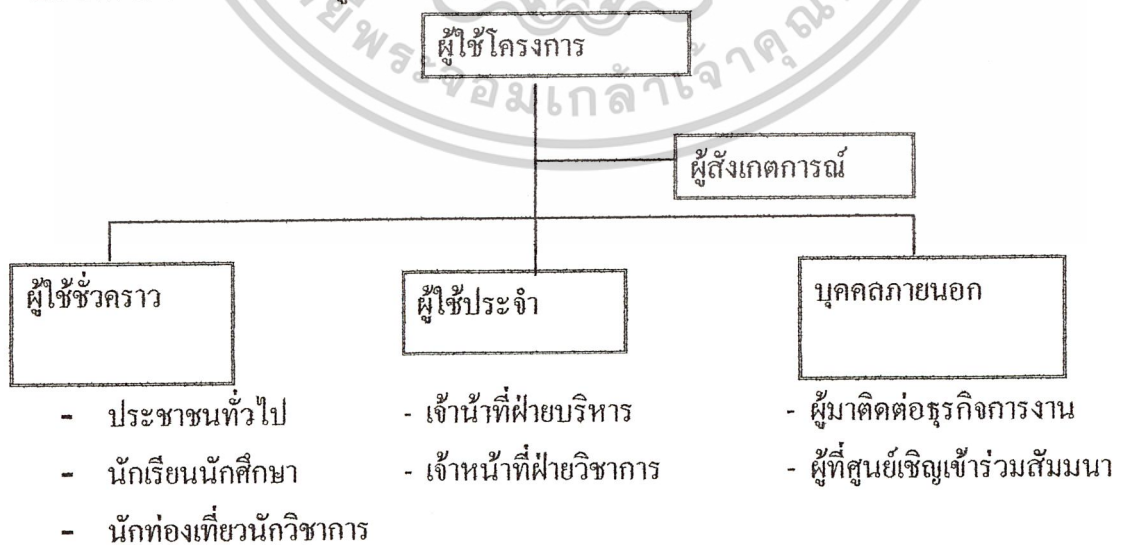 ผู้ใช้โครงการ
ผู้สังเกตการณ์
ผู้ใช้ชั่วคราว
ผู้ใช้ประจำ
บุคคลภายนอก
- ประชาชนทั่วไป
- เจ้าน้าที่ฝ่ายบริหาร
- ผู้มาติดต่อธุรกิจการงาน
- นักเรียนนักศึกษา
- เจ้าหน้าที่ฝ่ายวิชาการ
- ผู้ที่ศูนย์เชิญเข้าร่วมสัมมนา
- นักท่องเที่ยวนักวิชาการ